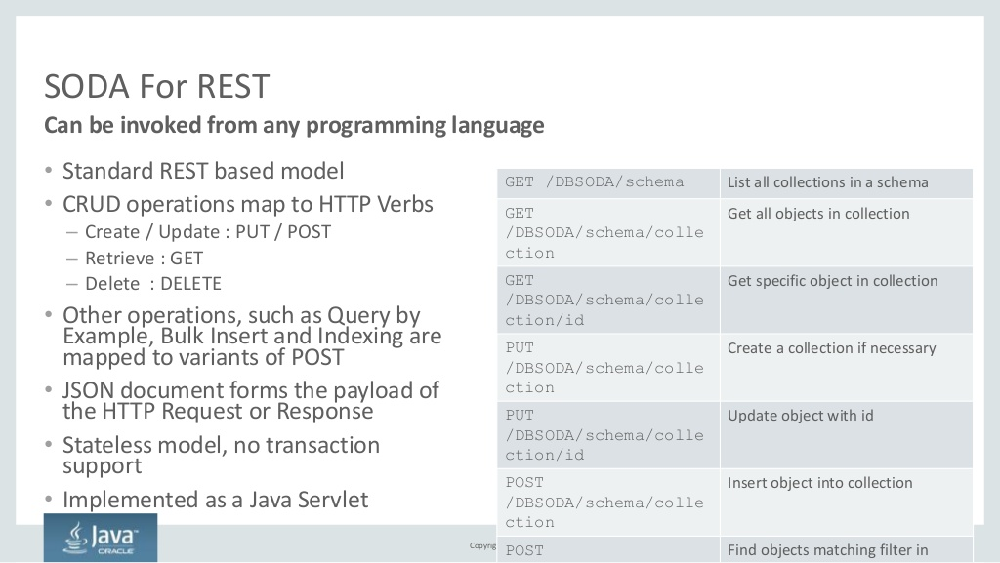 SODA For REST
Can be invoked from any programming language
• Standard REST based model
• CRUD operations map to HTTP Verbs
– Create / Update : PUT / POST
– Retrieve : GET
– Delete : DELETE
• Other operations, such as Query by
Example, Bulk Insert and Indexing are
mapped to variants of POST
• JSON document forms the payload of
the HTTP Request or Response
• Stateless model, no transaction
support
• Implemented as a Java Servlet
GET /DBSODA/schema
List all collections in a schema
GET
/DBSODA/schema/colle
ction
Get all objects in collection
GET
/DBSODA/schema/colle
ction/id
Get specific object in collection
PUT
/DBSODA/schema/colle
ction
Create a collection if necessary
PUT
/DBSODA/schema/colle
ction/id
Update object with id
POST
/DBSODA/schema/colle
ction
Insert object into collection
POST
Find objects matching filter in
Java™
ORACLE
Copyrig